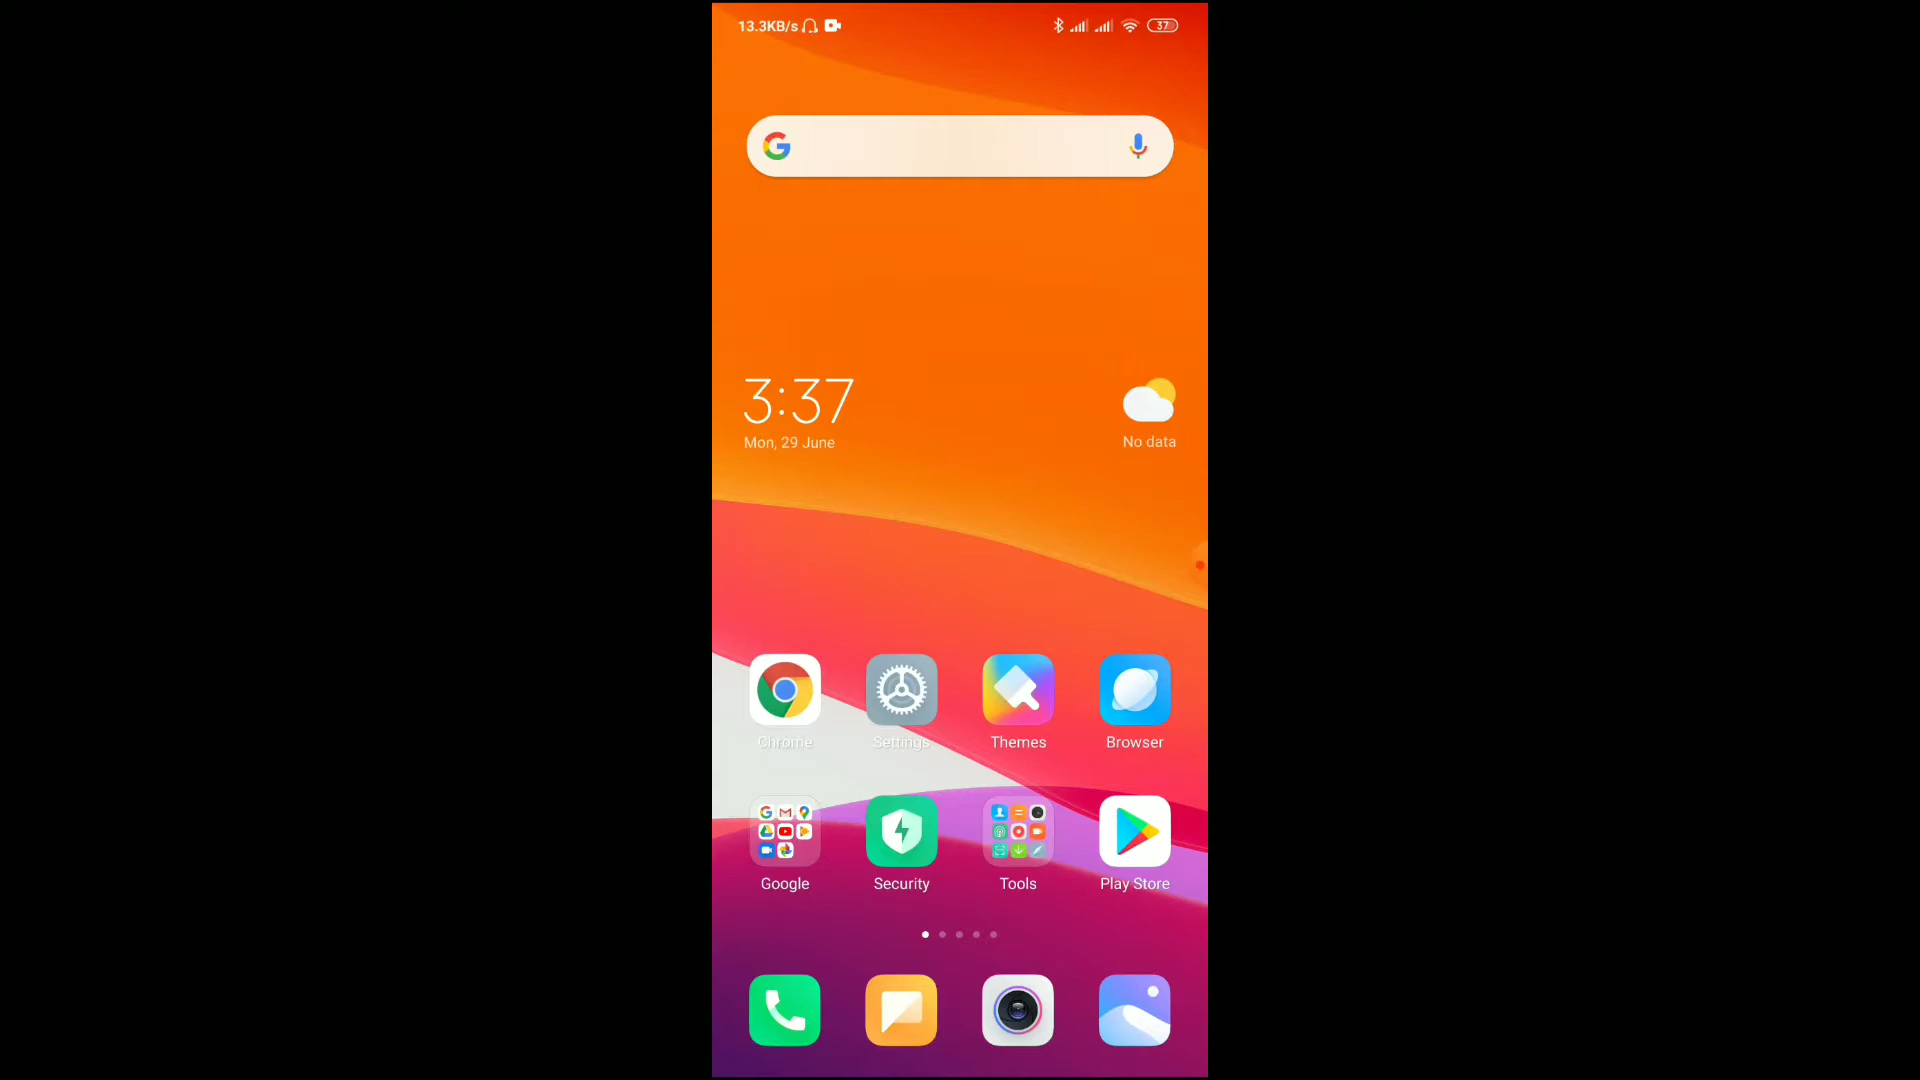 13.3KB/s 37
3:37
Mon, 29 June
No data
Chrome Settings Themes Browser
Google Security Tools Play Store